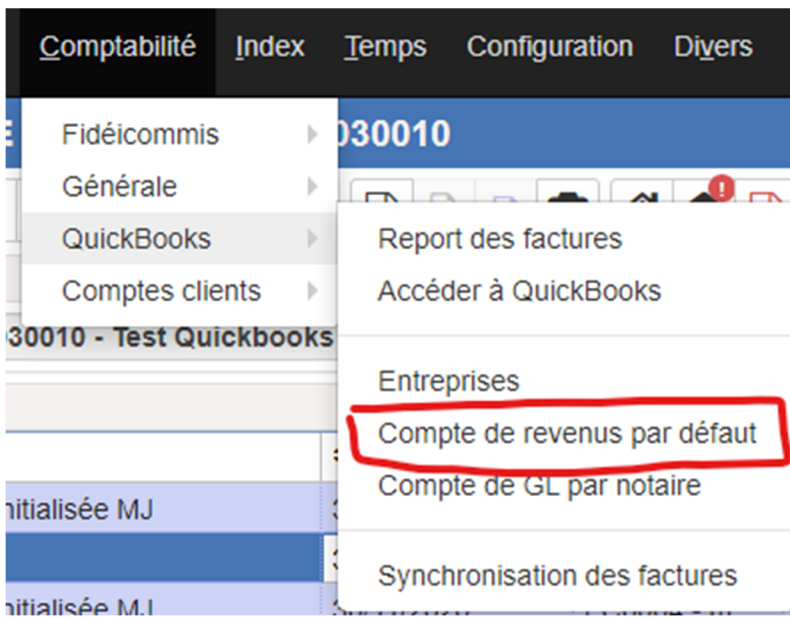 Comptabilité Index Temps Configuration Divers
Fidéicommis
030010
Générale
QuickBooks
Comptes clients
Report des factures
Accéder à QuickBooks
30010 - Test Quickbooks
Entreprises
Compte de revenus par défaut
Compte de GL par notaire
nitialisée MJ
Synchronisation des factures
nitialisée MJ